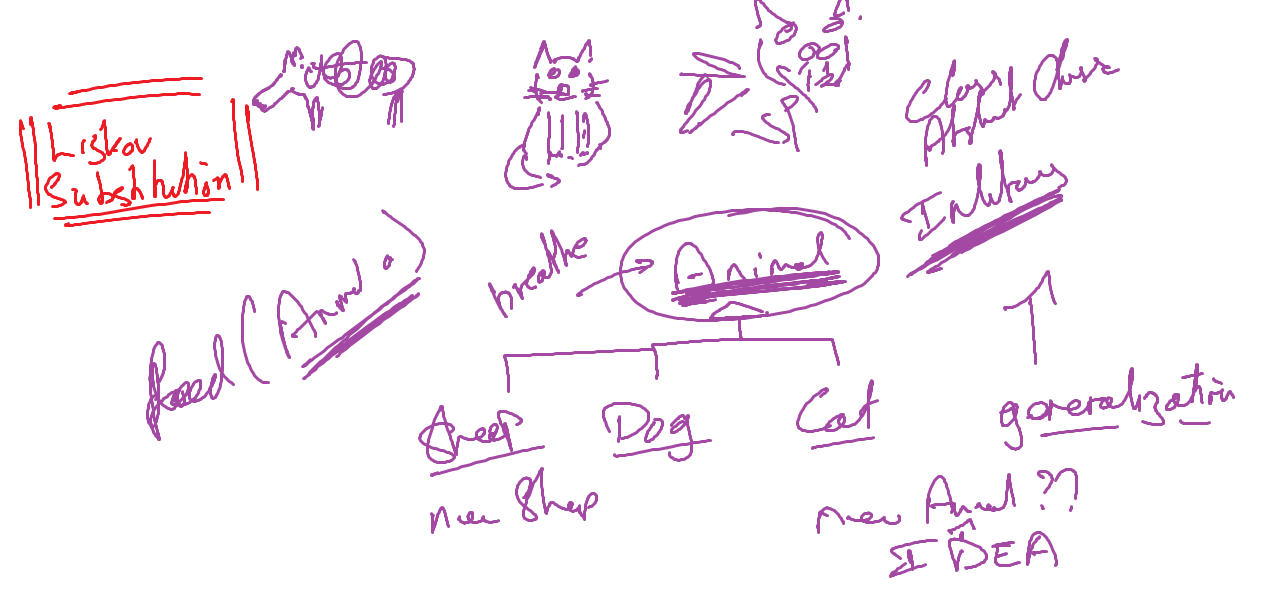 Liskov
Substitution
Class
Abstract Class
Interface
breathe
Animal
feed (Animal a)
Sheep Dog Cat
generalization
new Sheep
new Animal ??
IDEA